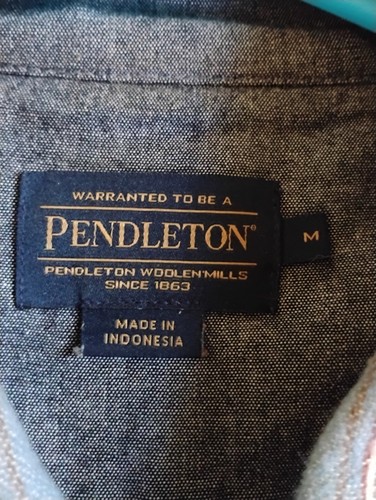 WARRANTED TO BE A
PENDLETON®
M
PENDLETON WOOLEN MILLS
SINCE 1863
MADE IN
INDONESIA